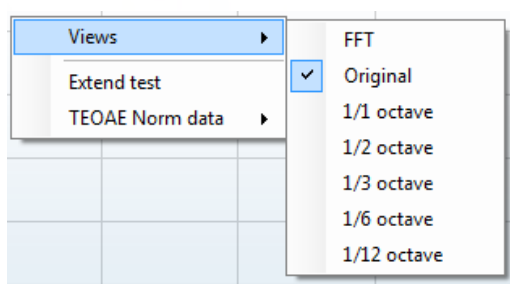 Views
Extend test
TEOAE Norm data
FFT
Original
1/1 octave
1/2 octave
1/3 octave
1/6 octave
1/12 octave